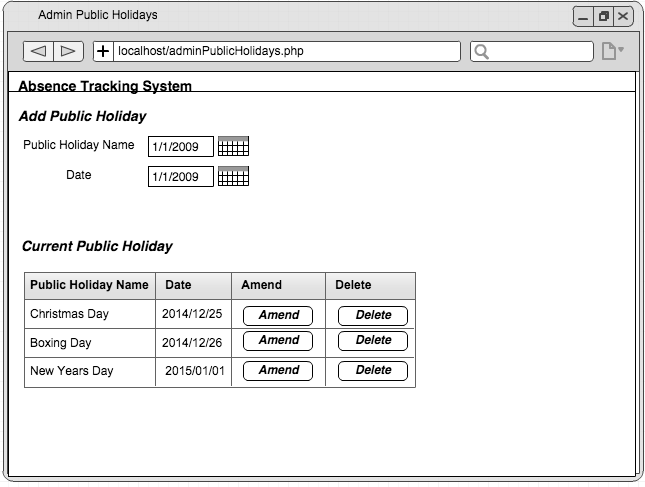 Admin Public Holidays
localhost/adminPublicHolidays.php
Absence Tracking System
Add Public Holiday
Public Holiday Name 1/1/2009
Date 1/1/2009
Current Public Holiday
Public Holiday Name Date Amend Delete
Christmas Day 2014/12/25 Amend Delete
Boxing Day 2014/12/26 Amend Delete
New Years Day 2015/01/01 Amend Delete